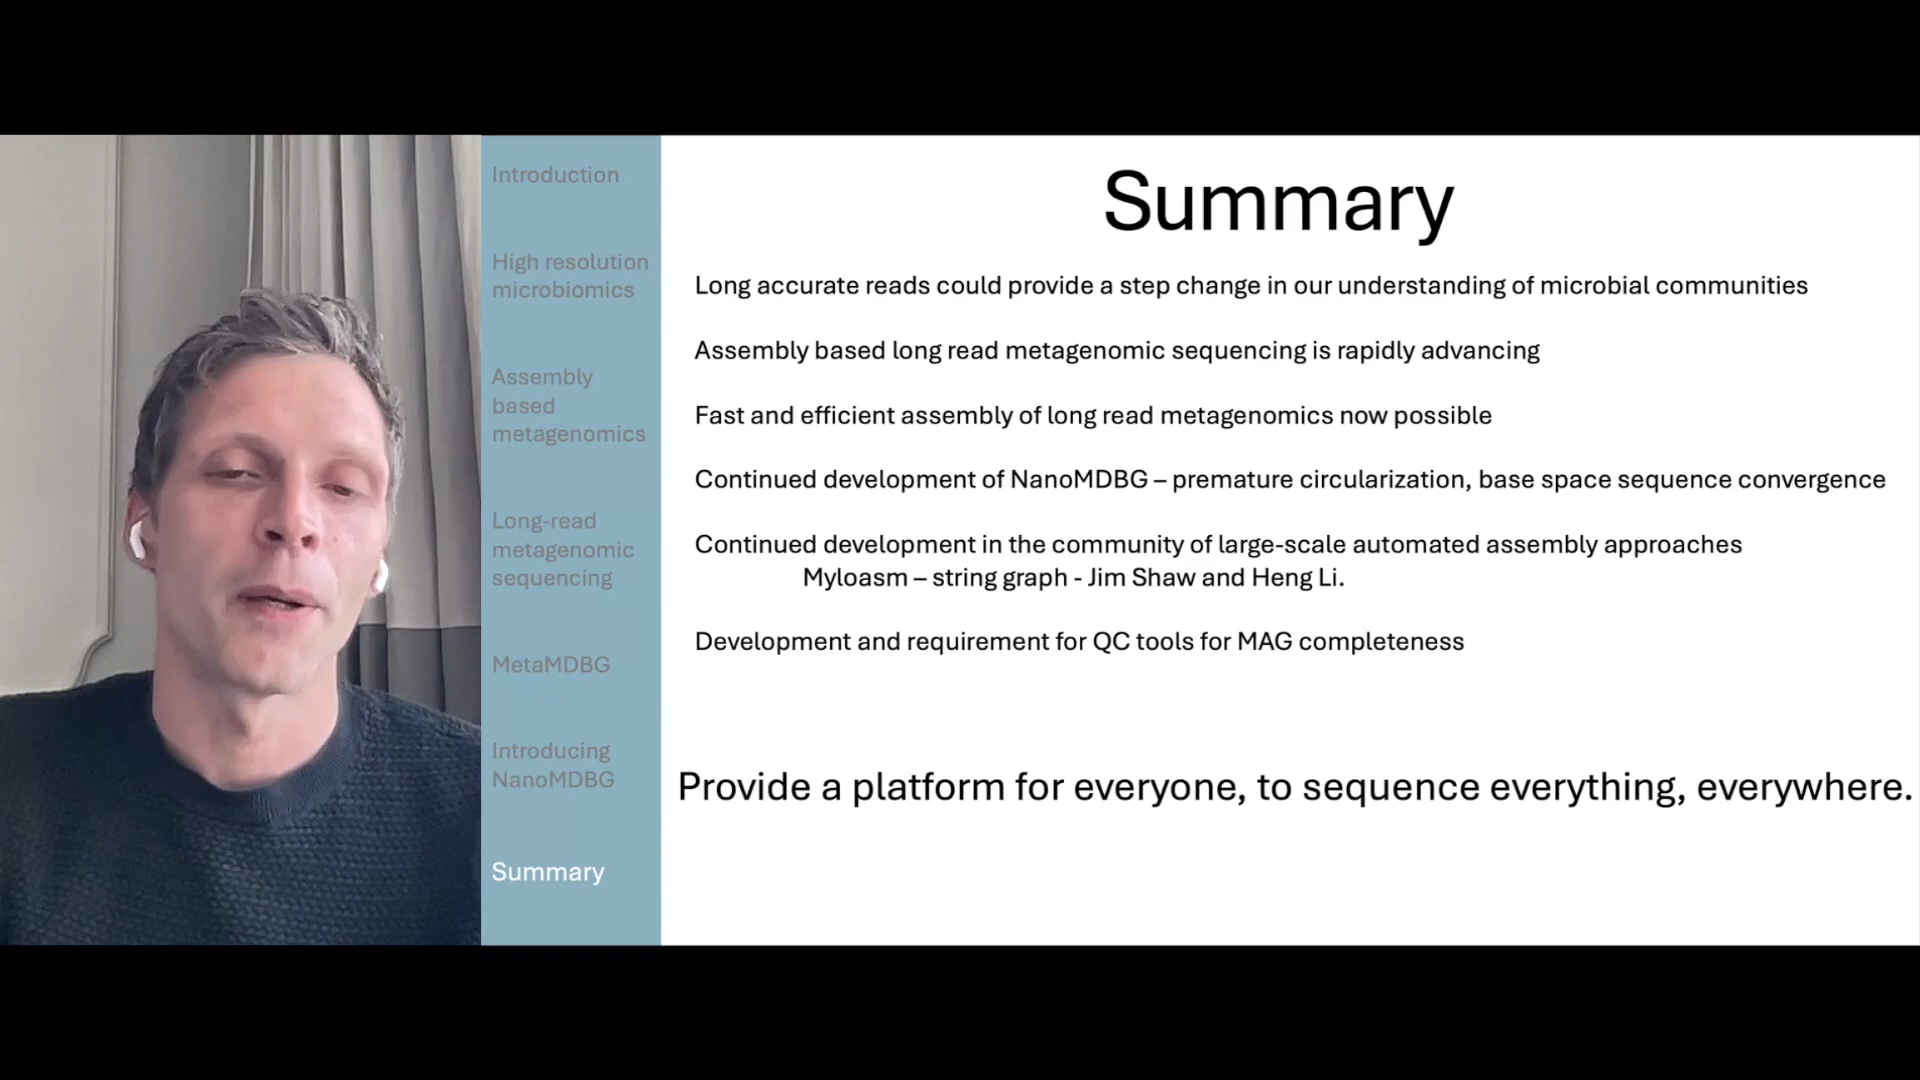 Introduction
High resolution
microbiomics
Assembly
based
metagenomics
Long-read
metagenomic
sequencing
MetaMDBG
Introducing
NanoMDBG
Summary
Summary
Long accurate reads could provide a step change in our understanding of microbial communities
Assembly based long read metagenomic sequencing is rapidly advancing
Fast and efficient assembly of long read metagenomics now possible
Continued development of NanoMDBG – premature circularization, base space sequence convergence
Continued development in the community of large-scale automated assembly approaches
Myloasm – string graph - Jim Shaw and Heng Li.
Development and requirement for QC tools for MAG completeness
Provide a platform for everyone, to sequence everything, everywhere.